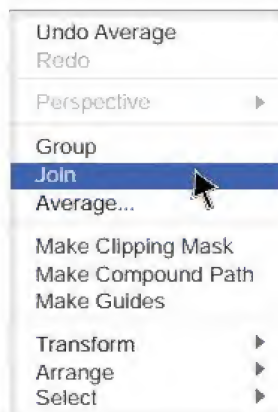 Undo Average
Redo
Perspective
Group
Join
Average...
Make Clipping Mask
Make Compound Path
Make Guides
Transform
Arrange
Select